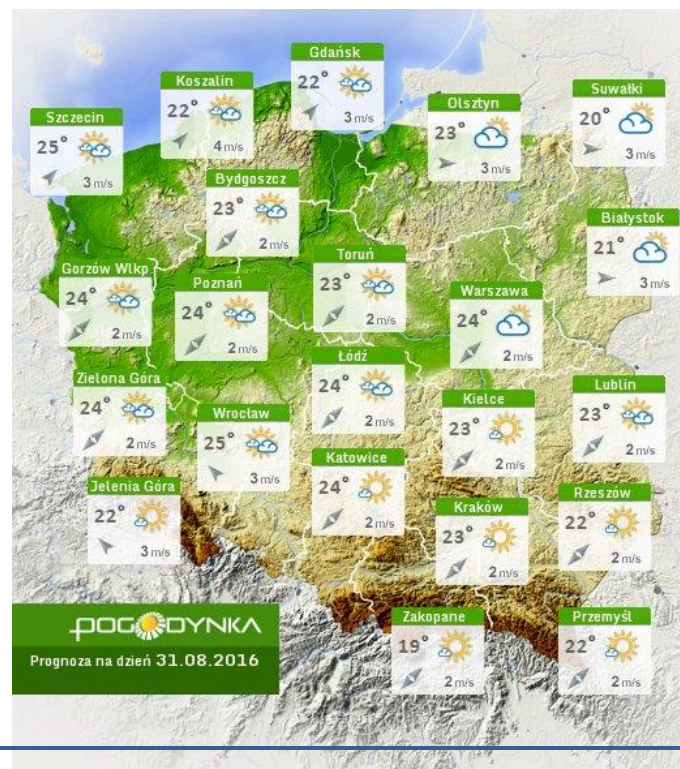 Gdańsk
22°
3 m/s
Koszalin
22°
4 m/s
Suwałki
20°
3 m/s
Olsztyn
23°
3 m/s
Szczecin
25°
3 m/s
Bydgoszcz
23°
2 m/s
Białystok
21°
3 m/s
Toruń
23°
2 m/s
Gorzów Wlkp
24°
2 m/s
Poznań
24°
2 m/s
Warszawa
24°
2 m/s
Łódź
24°
2 m/s
Zielona Góra
24°
2 m/s
Lublin
23°
2 m/s
Kielce
23°
2 m/s
Wrocław
25°
3 m/s
Katowice
24°
2 m/s
Jelenia Góra
22°
3 m/s
Rzeszów
22°
2 m/s
Kraków
23°
2 m/s
Zakopane
19°
2 m/s
Przemyśl
22°
2 m/s
POGODYNKA
Prognoza na dzień 31.08.2016